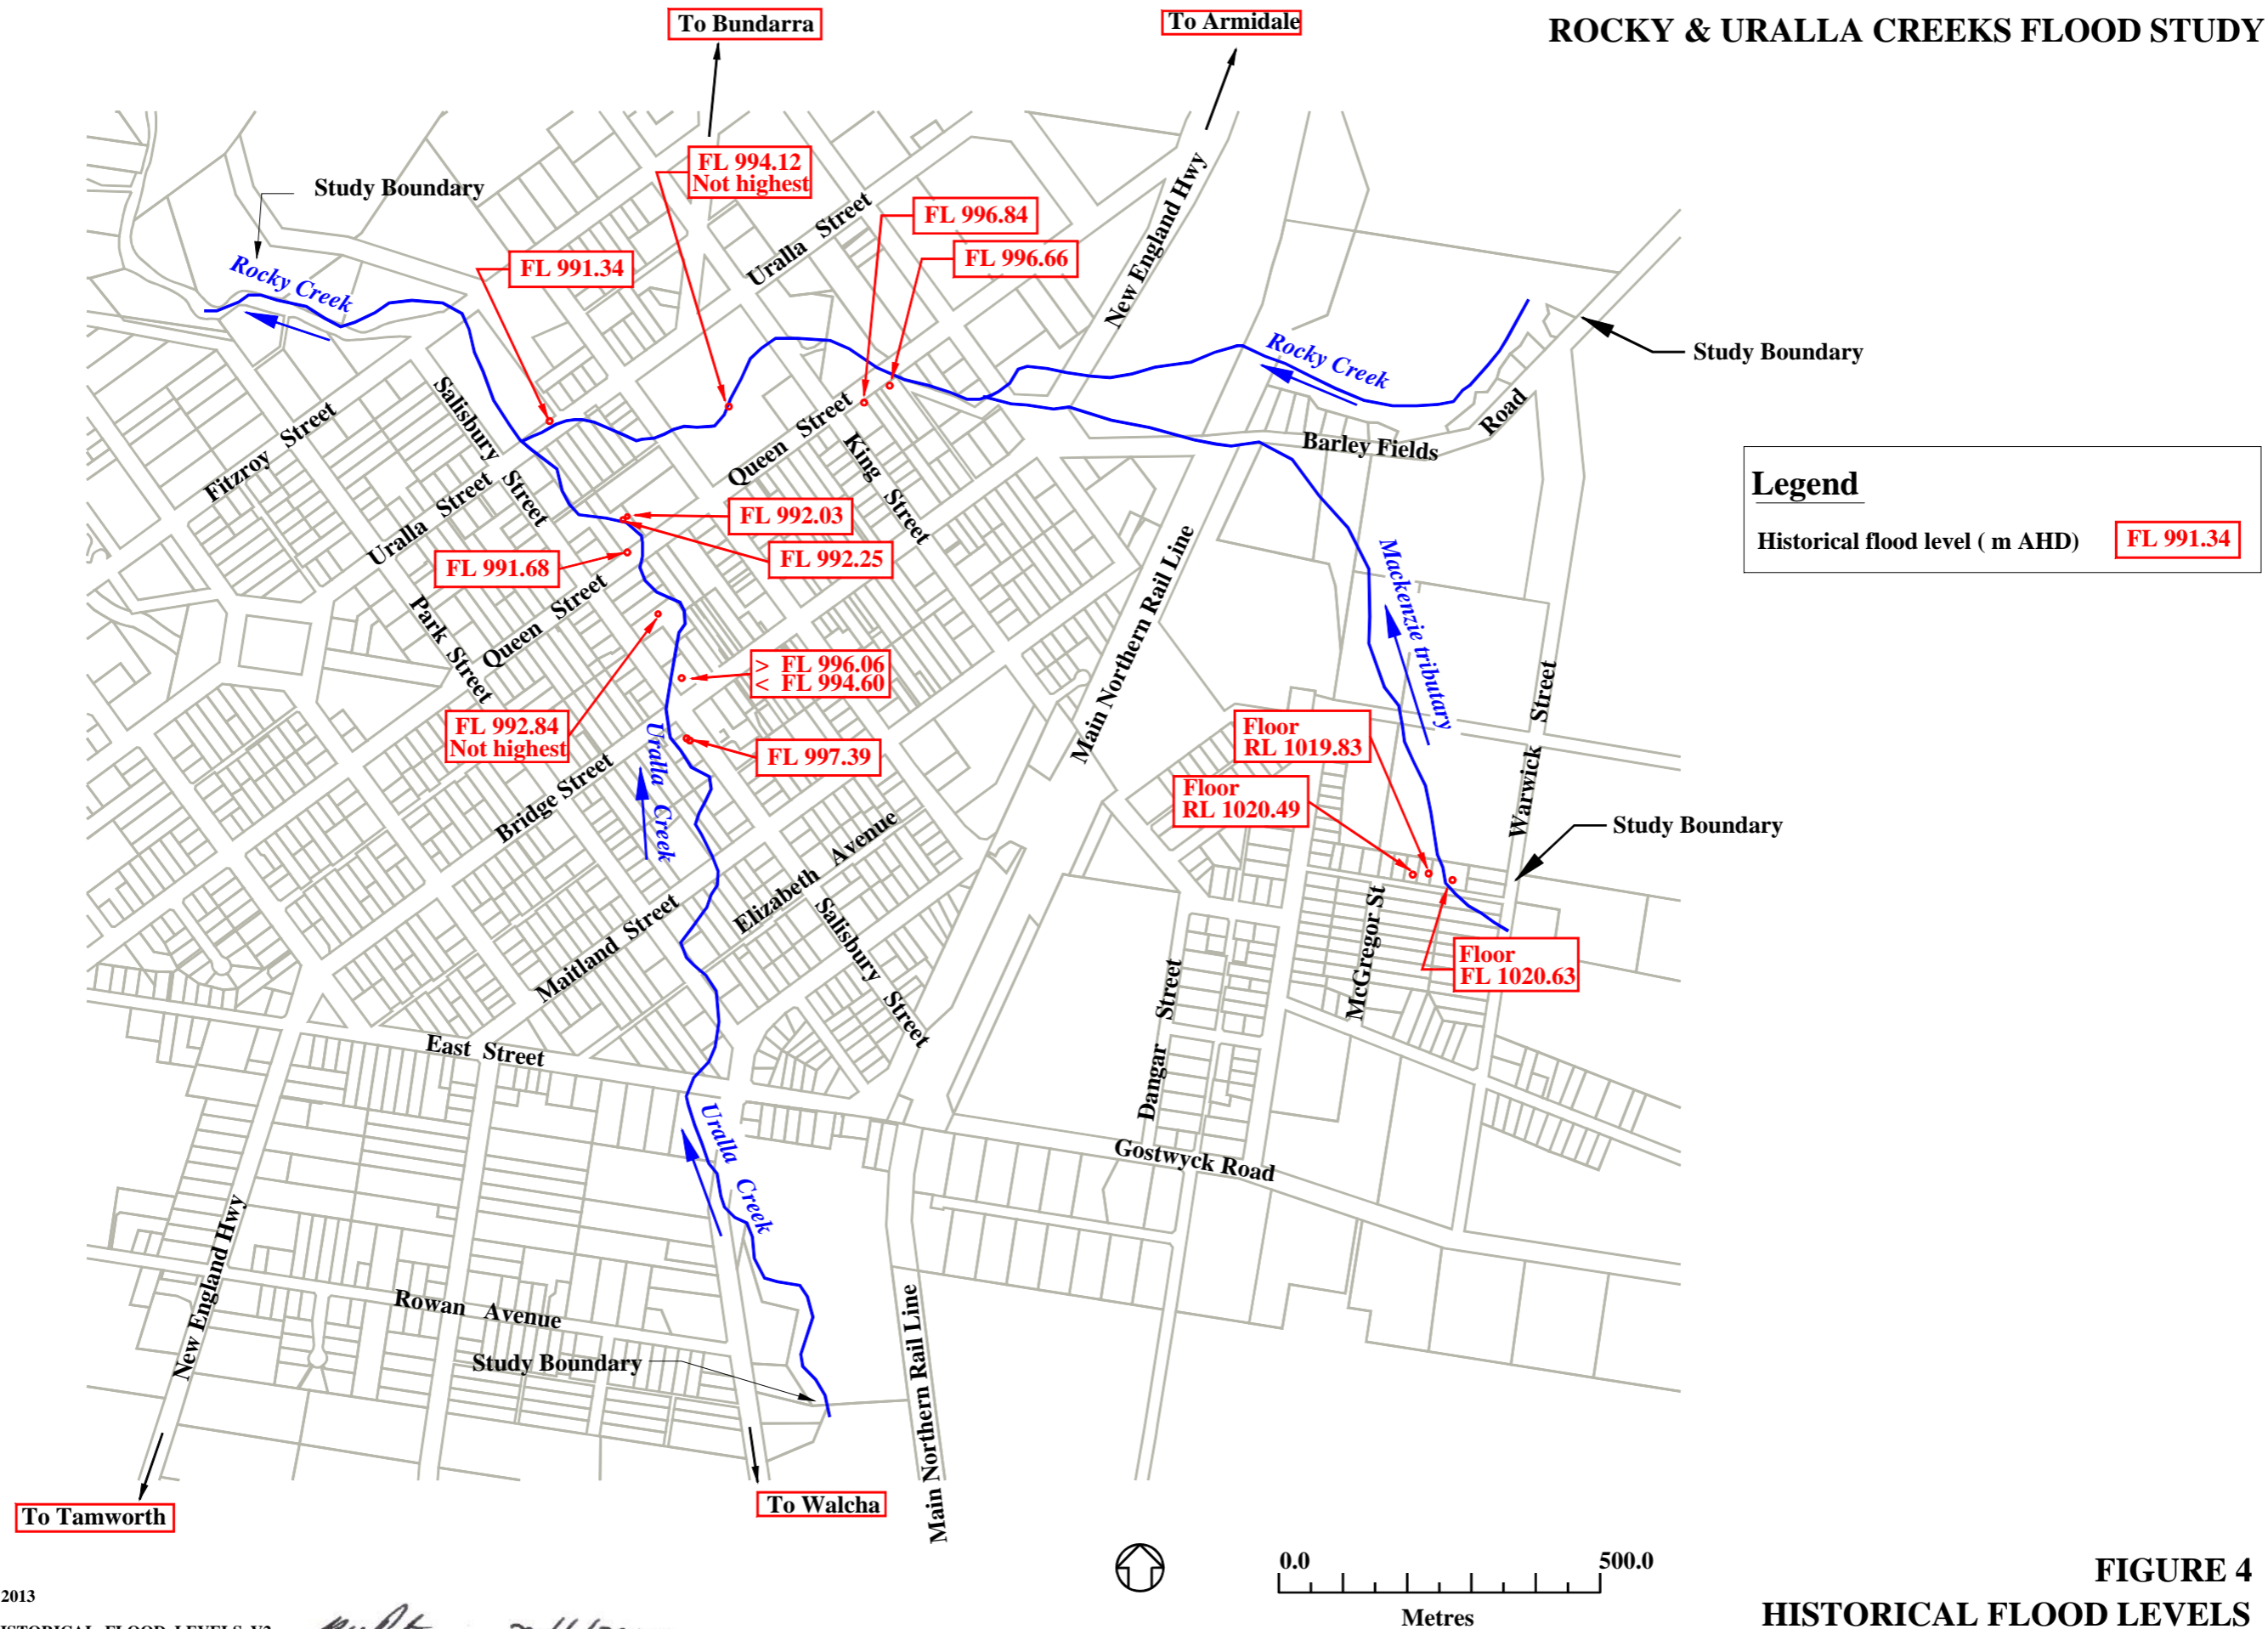 ROCKY & URALLA CREEKS FLOOD STUDY
To Bundarra
To Armidale
Study Boundary
FL 994.12
Not highest
Uralla Street
FL 996.84
FL 996.66
New England Hwy
FL 991.34
Rocky Creek
Rocky Creek
Study Boundary
Salisbury Street
Fitzroy Street
Uralla Street
Queen Street
King Street
Barley Fields Road
Legend
Historical flood level ( m AHD)
FL 991.34
FL 992.03
FL 992.25
FL 991.68
Main Northern Rail Line
Mackenzie tributary
Park Street
Queen Street
> FL 996.06
< FL 994.60
FL 992.84
Not highest
Uralla Creek
FL 997.39
Bridge Street
Floor
RL 1019.83
Floor
RL 1020.49
Warwick Street
Study Boundary
Elizabeth Avenue
Maitland Street
Salisbury Street
McGregor St
Floor
FL 1020.63
Dangar Street
East Street
Uralla Creek
Gostwyck Road
New England Hwy
Rowan Avenue
Study Boundary
Main Northern Rail Line
To Tamworth
To Walcha
0.0
500.0
Metres
FIGURE 4
HISTORICAL FLOOD LEVELS
2013